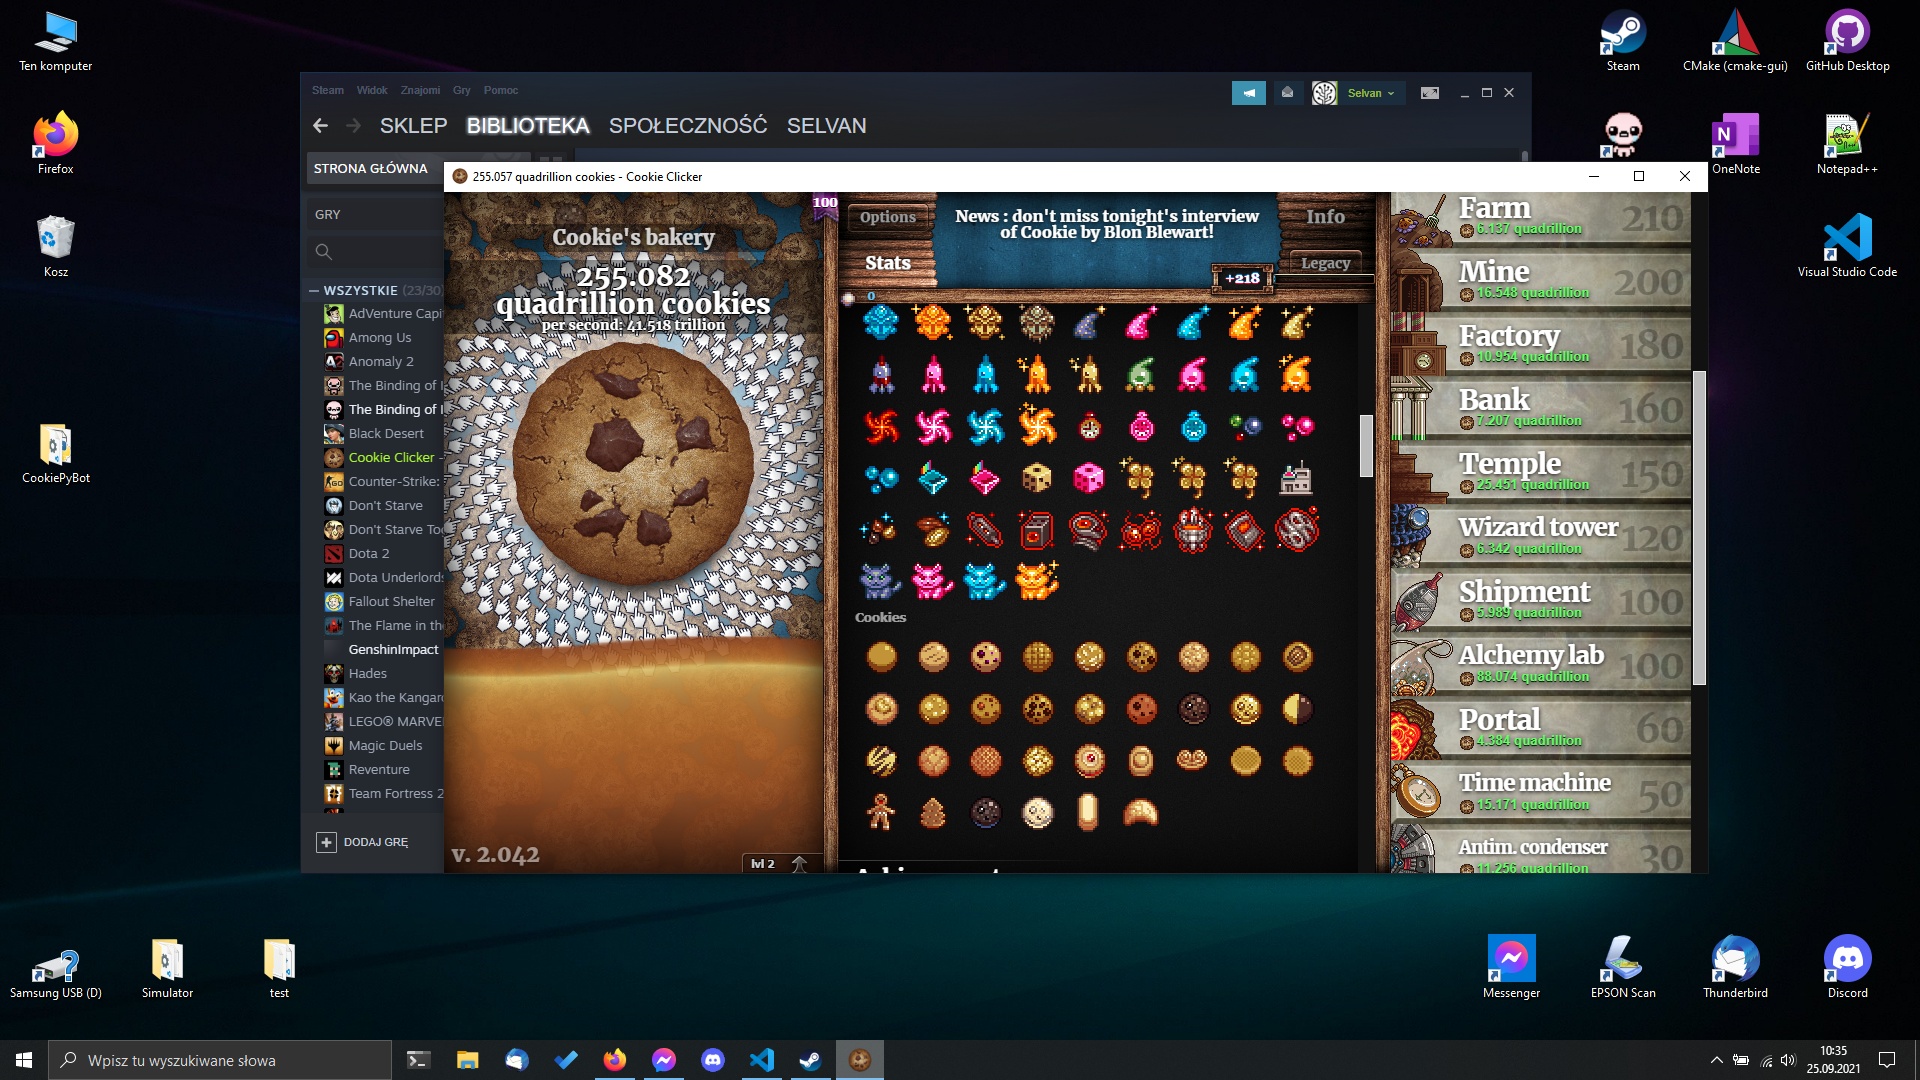 Ten komputer
Firefox
Kosz
CookiePyBot
Samsung USB (D)
Simulator
test
Steam
CMake (cmake-gui)
GitHub Desktop
OneNote
Notepad++
Visual Studio Code
Messenger
EPSON Scan
Thunderbird
Discord
Steam Widok Znajomi Gry Pomoc
Selvan
SKLEP BIBLIOTEKA SPOŁECZNOŚĆ SELVAN
STRONA GŁÓWNA
GRY
WSZYSTKIE (23/30)
AdVenture Capi
Among Us
Anomaly 2
The Binding of I
The Binding of I
Black Desert
Cookie Clicker -
Counter-Strike:
Don't Starve
Don't Starve Tog
Dota 2
Dota Underlords
Fallout Shelter
The Flame in the
GenshinImpact
Hades
Kao the Kangaro
LEGO® MARVEL
Magic Duels
Reventure
Team Fortress 2
DODAJ GRĘ
255.057 quadrillion cookies - Cookie Clicker
Cookie's bakery
255.082
quadrillion cookies
per second: 41.518 trillion
v. 2.042
lvl 2
100
Options
Stats
News : don't miss tonight's interview
of Cookie by Blon Blewart!
Info
Legacy
+218
0
Cookies
Farm
6.137 quadrillion
210
Mine
16.548 quadrillion
200
Factory
10.954 quadrillion
180
Bank
7.207 quadrillion
160
Temple
25.451 quadrillion
150
Wizard tower
6.342 quadrillion
120
Shipment
5.989 quadrillion
100
Alchemy lab
88.074 quadrillion
100
Portal
4.384 quadrillion
60
Time machine
15.171 quadrillion
50
Antim. condenser
11.256 quadrillion
30
Wpisz tu wyszukiwane słowa
10:35
25.09.2021